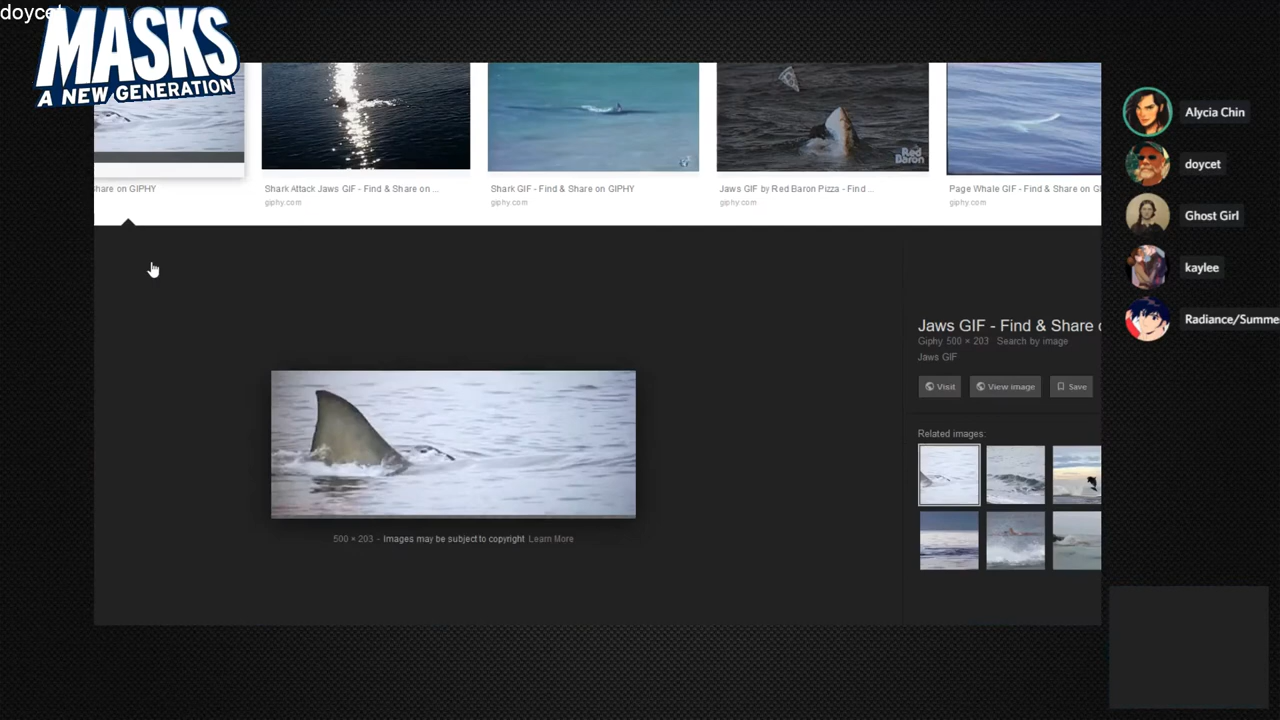 doycet
MASKS
A NEW GENERATION
Red
Baron
hare on GIPHY
Shark Attack Jaws GIF - Find & Share on ...
giphy.com
Shark GIF - Find & Share on GIPHY
giphy.com
Jaws GIF by Red Baron Pizza - Find ...
giphy.com
Page Whale GIF - Find & Share on GI
giphy.com
Jaws GIF - Find & Share o
Giphy 500 × 203 Search by image
Jaws GIF
Visit
View image
Save
Related images:
500 × 203 - Images may be subject to copyright Learn More
Alycia Chin
doycet
Ghost Girl
kaylee
Radiance/Summe